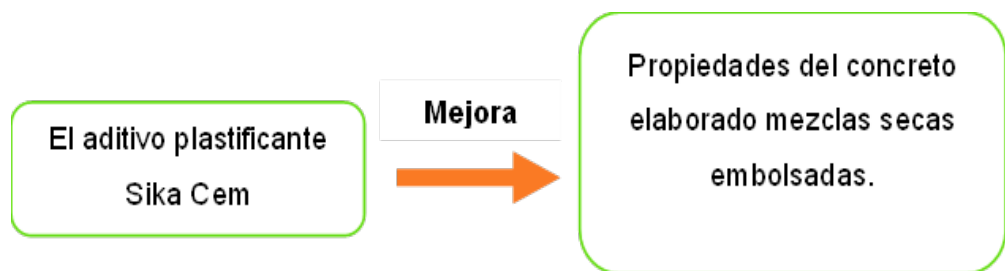 El aditivo plastificante
Sika Cem
Mejora
Propiedades del concreto
elaborado mezclas secas
embolsadas.